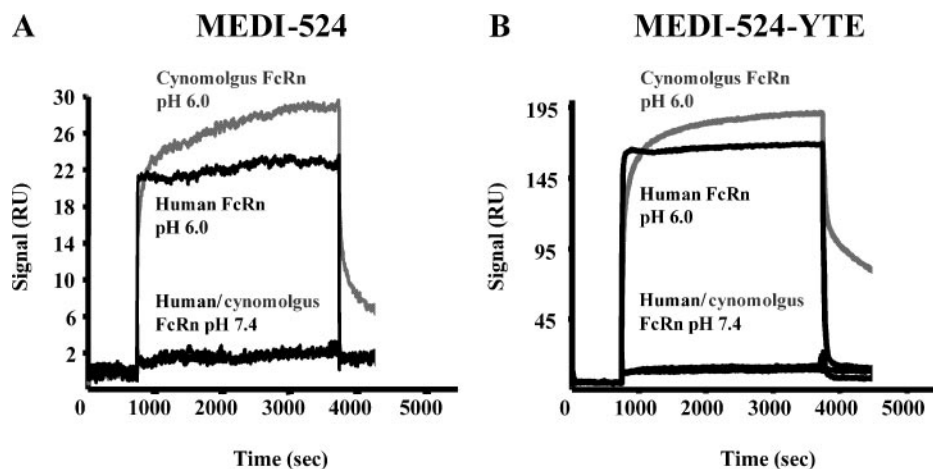 A
MEDI-524
B
MEDI-524-YTE
Cynomolgus FcRn
pH 6.0
Human FcRn
pH 6.0
Human/cynomolgus
FcRn pH 7.4
Signal (RU)
30
26
22
18
14
10
6
2
0
1000
2000
3000
4000
5000
Time (sec)
Cynomolgus FcRn
pH 6.0
Human FcRn
pH 6.0
Human/cynomolgus
FcRn pH 7.4
Signal (RU)
195
145
95
45
0
1000
2000
3000
4000
5000
Time (sec)